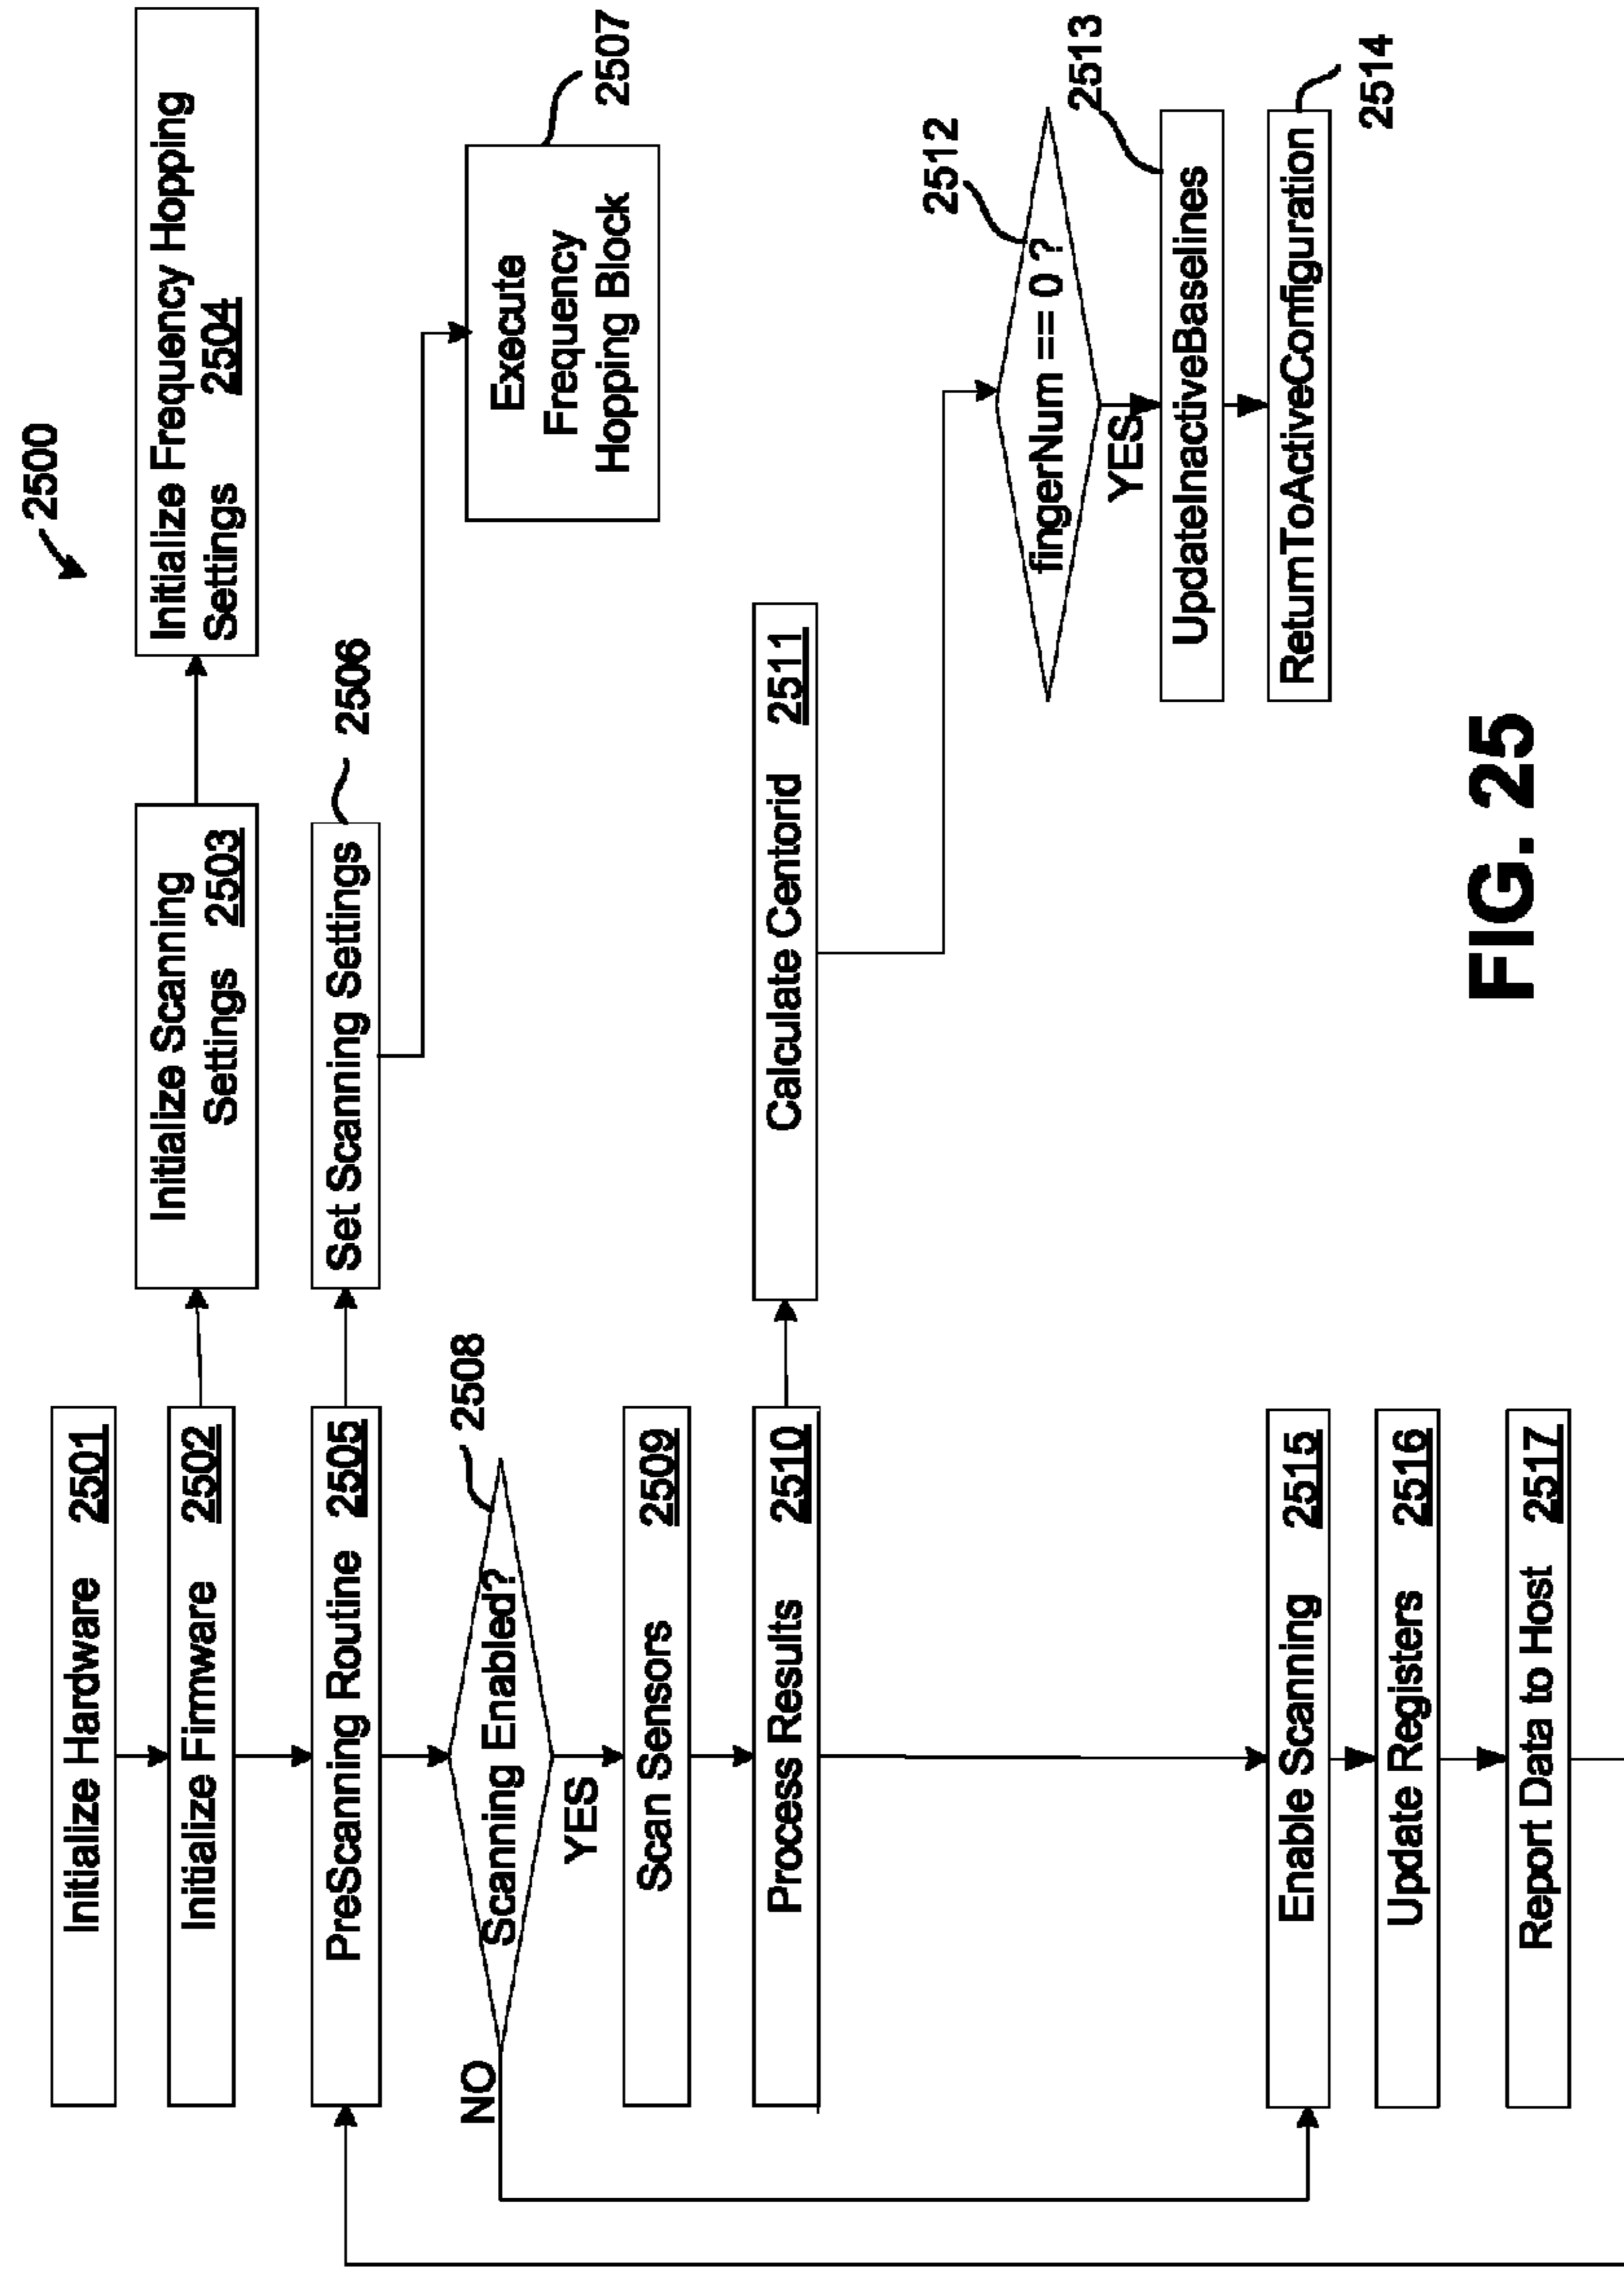 2500
Initialize Hardware 2501
Initialize Firmware 2502
Initialize Scanning
Settings 2503
Initialize Frequency Hopping
Settings 2504
PreScanning Routine 2505
Set Scanning Settings
2506
Execute
Frequency
Hopping Block
2507
Scanning Enabled?
2508
NO
YES
Scan Sensors 2509
Process Results 2510
Calculate Centorid 2511
fingerNum == 0 ?
2512
YES
UpdateInactiveBaselines
2513
ReturnToActiveConfiguration
2514
Enable Scanning 2515
Update Registers 2516
Report Data to Host 2517
FIG. 25